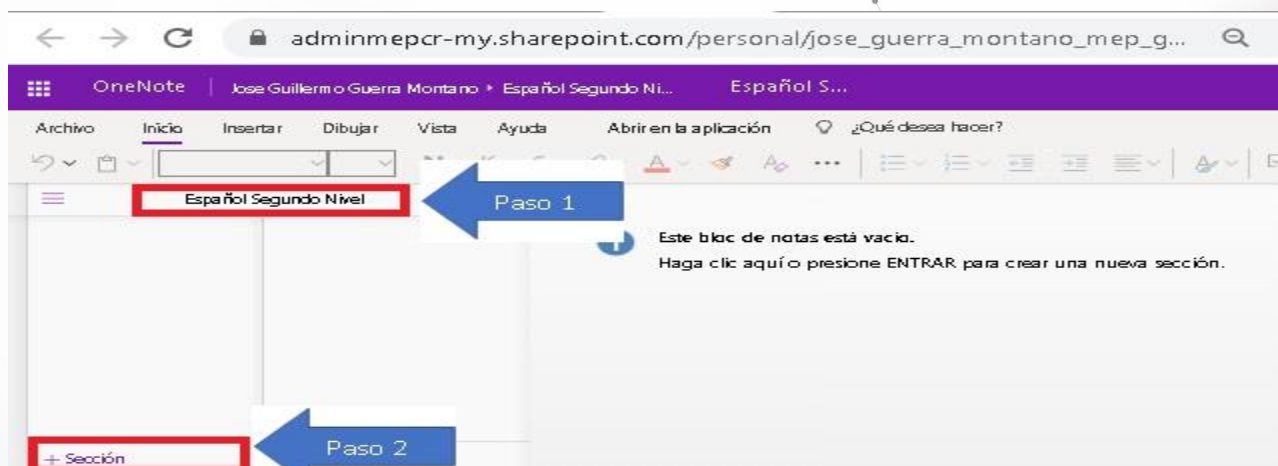 adminmepcr-my.sharepoint.com/personal/jose_guerra_montano_mep_g...
OneNote | Jose Guillermo Guerra Montano ▸ Español Segundo Ni... Español S...
Archivo Inicio Insertar Dibujar Vista Ayuda Abrir en la aplicación ¿Qué desea hacer?
Español Segundo Nivel
Paso 1
Este bloc de notas está vacío.
Haga clic aquí o presione ENTRAR para crear una nueva sección.
Paso 2
+ Sección